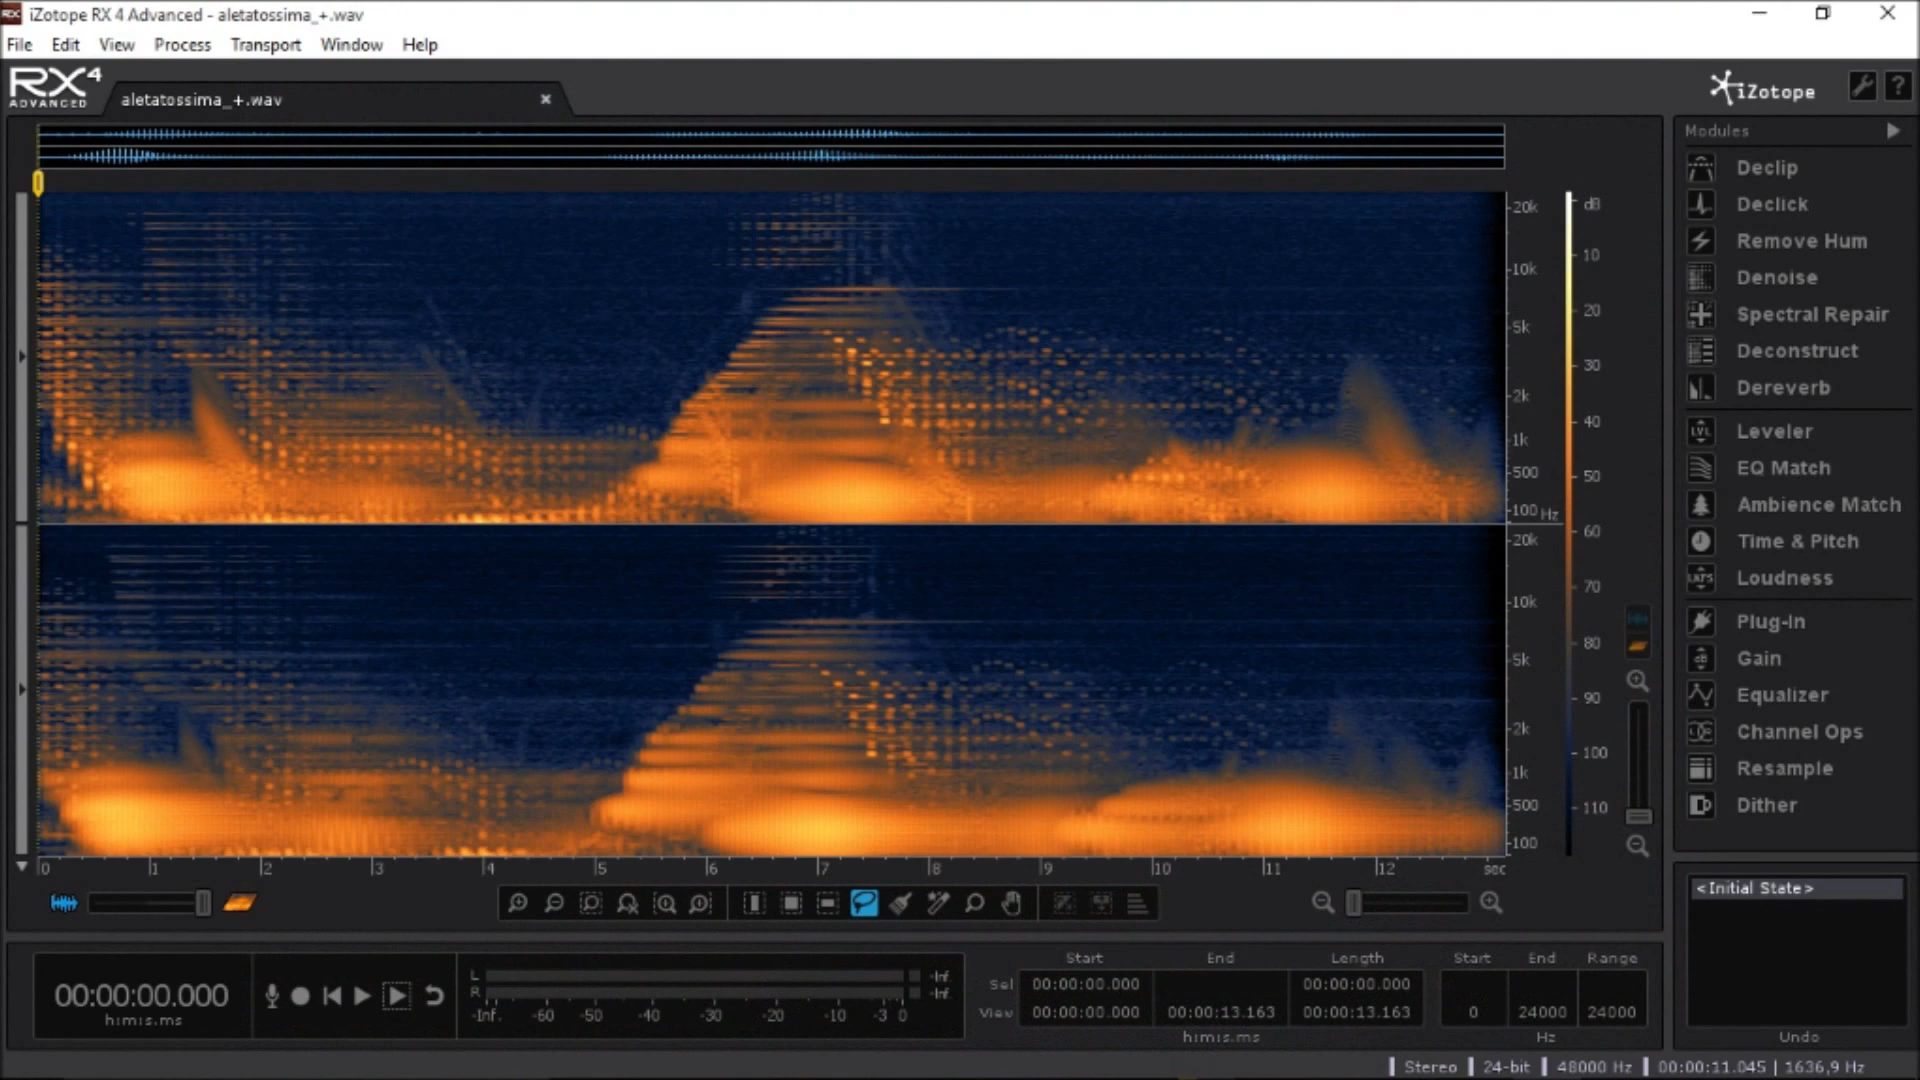 iZotope RX 4 Advanced - aletatossima_+.wav
File Edit View Process Transport Window Help
RX 4
ADVANCED
aletatossima_+.wav
iZotope
?
Modules
Declip
Declick
Remove Hum
Denoise
Spectral Repair
Deconstruct
Dereverb
LVL Leveler
EQ Match
Ambience Match
Time & Pitch
LKFS Loudness
Plug-in
dB Gain
Equalizer
Channel Ops
Resample
Dither
20k
10k
5k
2k
1k
500
100 Hz
20k
10k
5k
2k
1k
500
100
dB
10
20
30
40
50
60
70
80
90
100
110
0 1 2 3 4 5 6 7 8 9 10 11 12 sec
<Initial State>
Undo
00:00:00.000
h:m:s.ms
L -Inf.
R -Inf.
-Inf. -60 -50 -40 -30 -20 -10 -3 0
Start End Length Start End Range
Sel 00:00:00.000 00:00:00.000
View 00:00:00.000 00:00:13.163 00:00:13.163 0 24000 24000
h:m:s.ms Hz
Stereo 24-bit 48000 Hz 00:00:11.045 | 1636,9 Hz